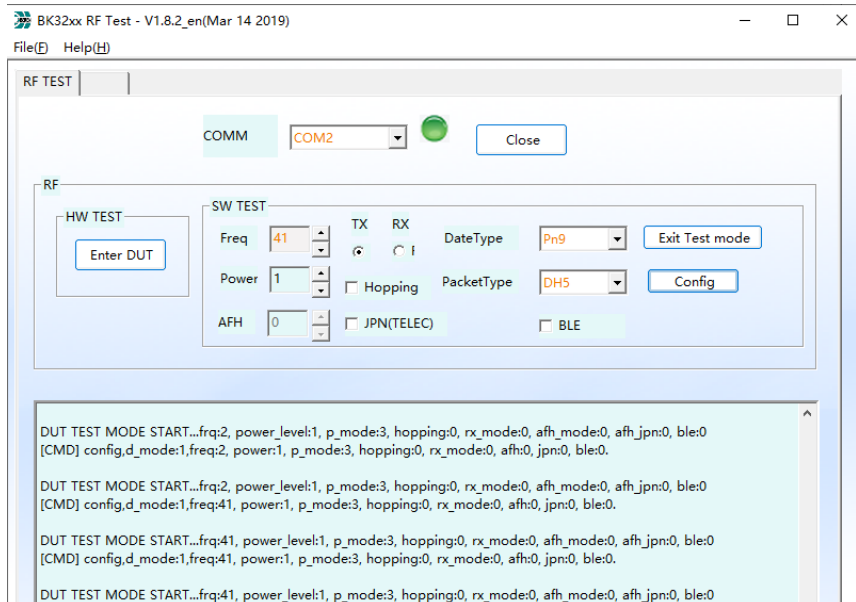 BK32xx RF Test - V1.8.2_en(Mar 14 2019)
File(F) Help(H)
RF TEST
COMM COM2 Close
RF
HW TEST
Enter DUT
SW TEST
Freq 41 TX RX DateType Pn9 Exit Test mode
Power 1 Hopping PacketType DH5 Config
AFH 0 JPN(TELEC) BLE
DUT TEST MODE START...frq:2, power_level:1, p_mode:3, hopping:0, rx_mode:0, afh_mode:0, afh_jpn:0, ble:0
[CMD] config,d_mode:1,freq:2, power:1, p_mode:3, hopping:0, rx_mode:0, afh:0, jpn:0, ble:0.
DUT TEST MODE START...frq:2, power_level:1, p_mode:3, hopping:0, rx_mode:0, afh_mode:0, afh_jpn:0, ble:0
[CMD] config,d_mode:1,freq:41, power:1, p_mode:3, hopping:0, rx_mode:0, afh:0, jpn:0, ble:0.
DUT TEST MODE START...frq:41, power_level:1, p_mode:3, hopping:0, rx_mode:0, afh_mode:0, afh_jpn:0, ble:0
[CMD] config,d_mode:1,freq:41, power:1, p_mode:3, hopping:0, rx_mode:0, afh:0, jpn:0, ble:0.
DUT TEST MODE START...frq:41, power_level:1, p_mode:3, hopping:0, rx_mode:0, afh_mode:0, afh_jpn:0, ble:0